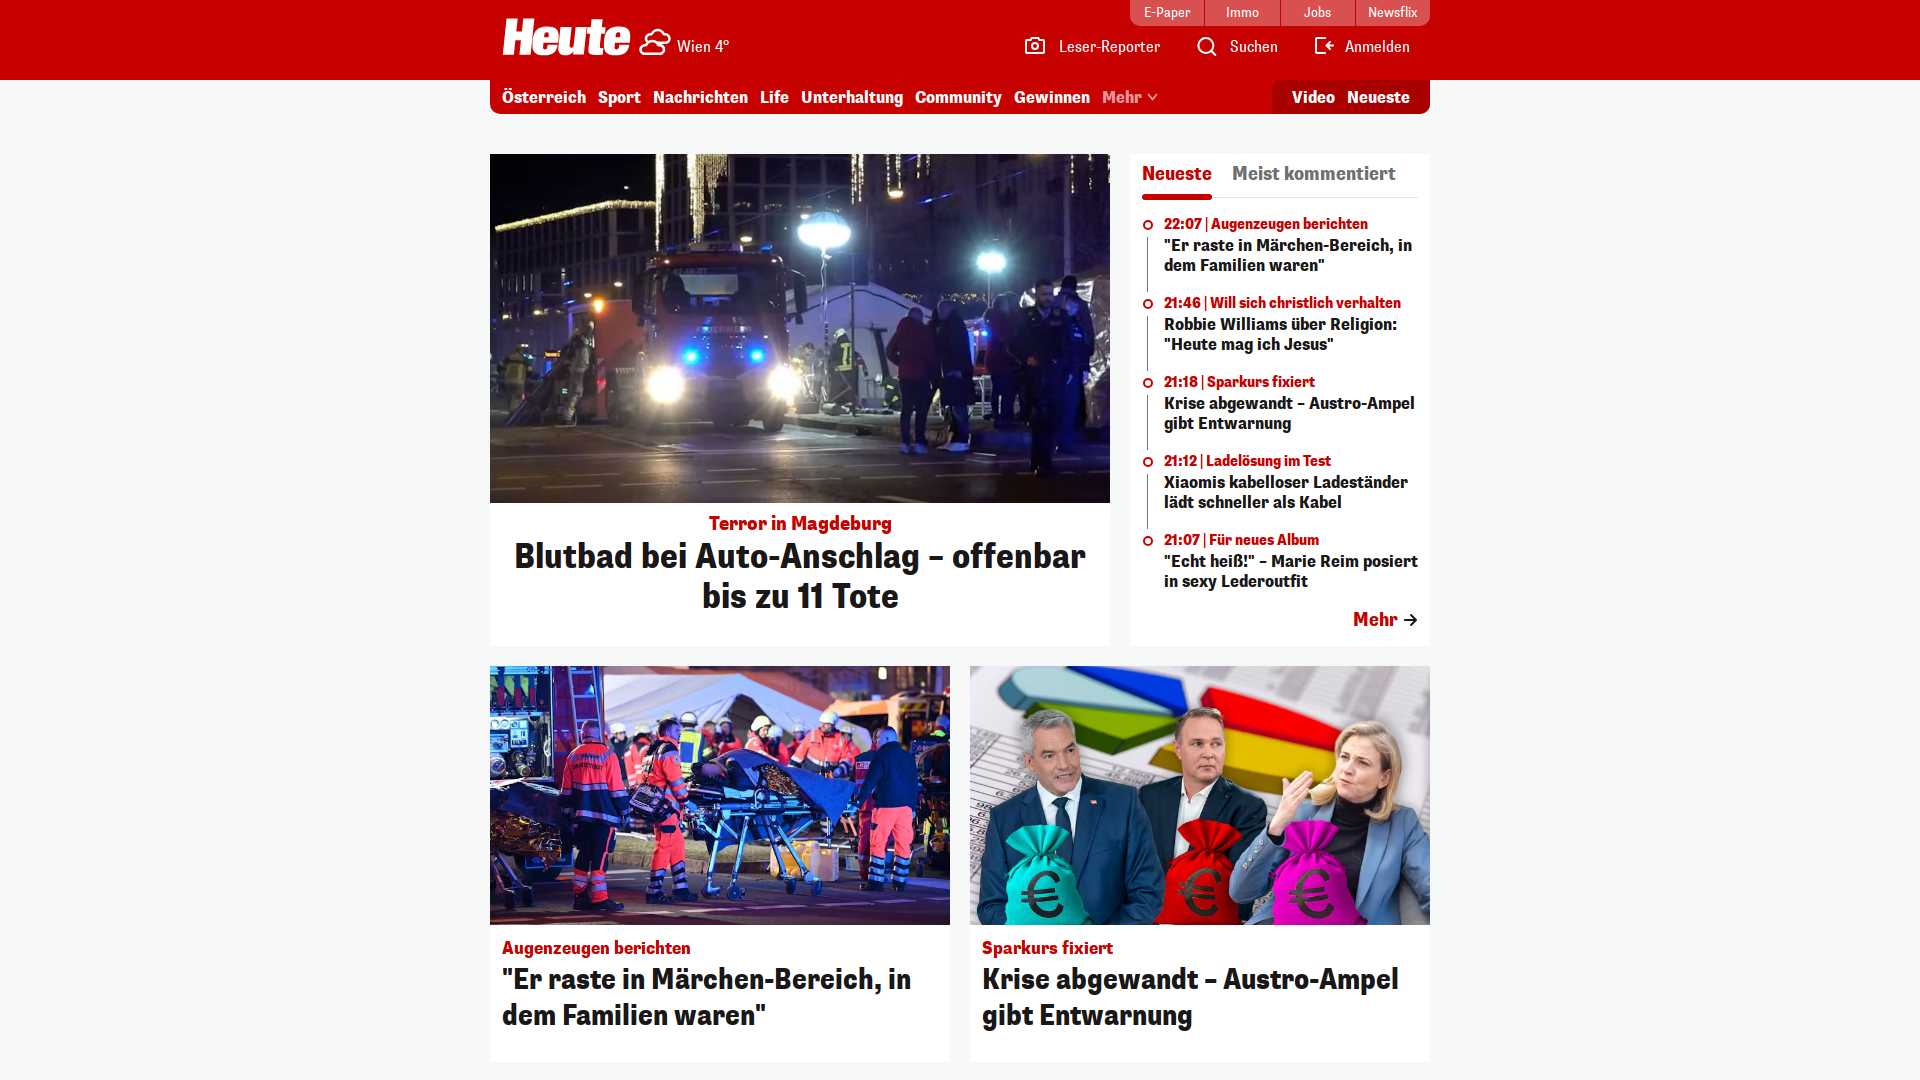 E-Paper
Immo
Jobs
Newsflix
Heute
Wien 4°
Leser-Reporter
Suchen
Anmelden
Österreich
Sport
Nachrichten
Life
Unterhaltung
Community
Gewinnen
Mehr
Video
Neueste
Terror in Magdeburg
Blutbad bei Auto-Anschlag – offenbar
bis zu 11 Tote
Neueste
Meist kommentiert
22:07 | Augenzeugen berichten
"Er raste in Märchen-Bereich, in
dem Familien waren"
21:46 | Will sich christlich verhalten
Robbie Williams über Religion:
"Heute mag ich Jesus"
21:18 | Sparkurs fixiert
Krise abgewandt – Austro-Ampel
gibt Entwarnung
21:12 | Ladelösung im Test
Xiaomis kabelloser Ladeständer
lädt schneller als Kabel
21:07 | Für neues Album
"Echt heiß!" – Marie Reim posiert
in sexy Lederoutfit
Mehr
€
€
€
Augenzeugen berichten
"Er raste in Märchen-Bereich, in
dem Familien waren"
Sparkurs fixiert
Krise abgewandt – Austro-Ampel
gibt Entwarnung